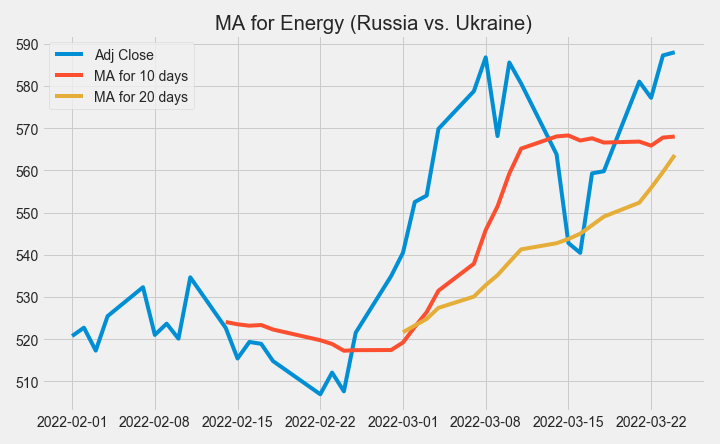 MA for Energy (Russia vs. Ukraine)
Adj Close
MA for 10 days
MA for 20 days
590
580
570
560
550
540
530
520
510
2022-02-01 2022-02-08 2022-02-15 2022-02-22 2022-03-01 2022-03-08 2022-03-15 2022-03-22